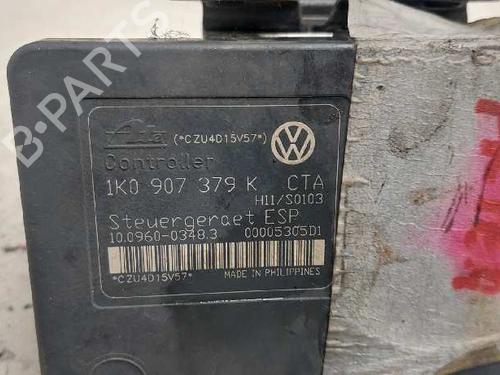 Ate (*CZU4D15V57*)
Controller
1K0 907 379 K CTA
H11/S0103
Steuergeraet ESP
10.0960-0348.3 00005305D1
*CZU4D15V57* MADE IN PHILIPPINES
B-PARTS